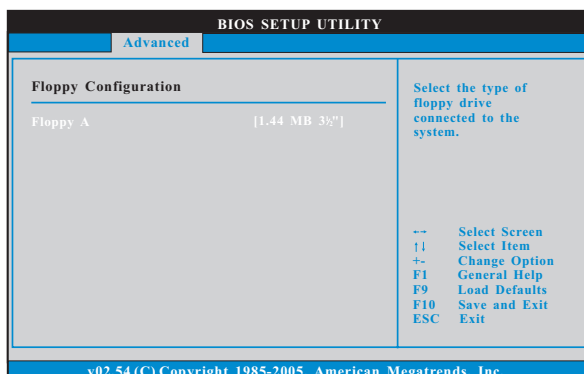 BIOS SETUP UTILITY
Advanced
Floppy Configuration
Floppy A [1.44 MB 3½"]
Select the type of
floppy drive
connected to the
system.
←→ Select Screen
↑↓ Select Item
+- Change Option
F1 General Help
F9 Load Defaults
F10 Save and Exit
ESC Exit
v02.54 (C) Copyright 1985-2005, American Megatrends, Inc.